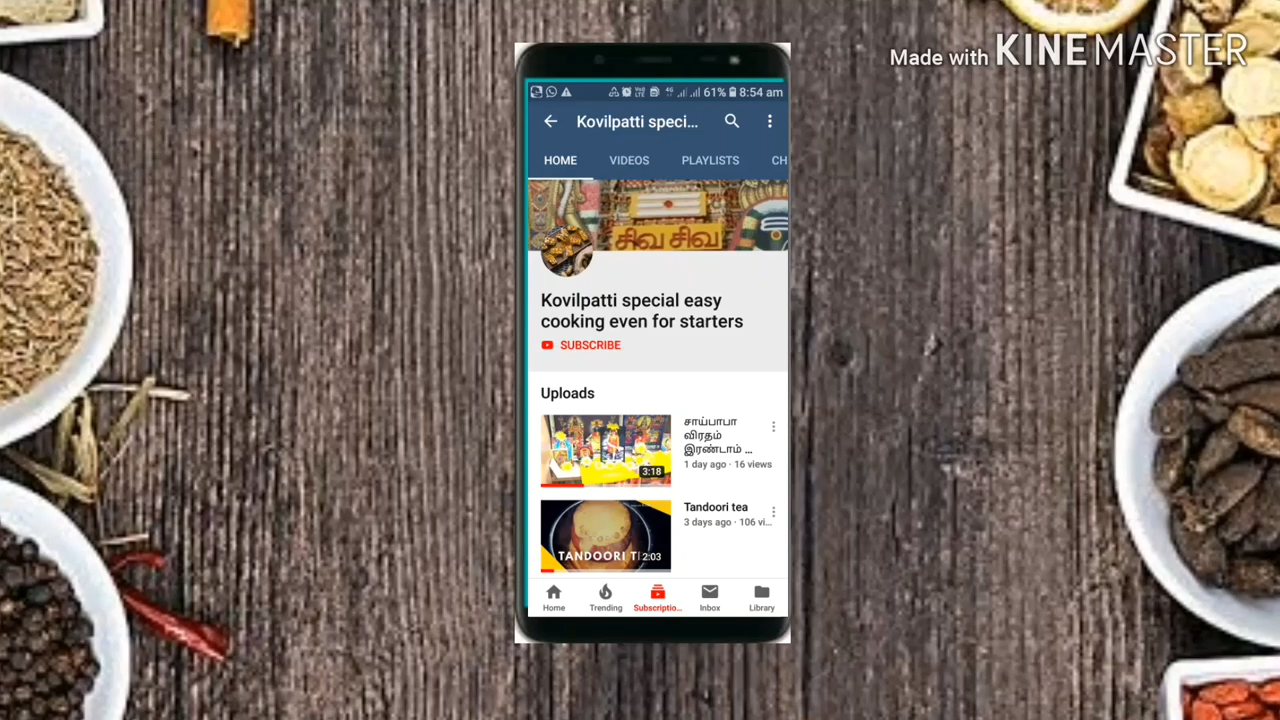 Made with KINEMASTER
61% 8:54 am
Kovilpatti speci...
HOME VIDEOS PLAYLISTS CH
சிவ சிவ
Kovilpatti special easy
cooking even for starters
SUBSCRIBE
Uploads
சாய்பாபா
விரதம்
இரண்டாம் ...
1 day ago · 16 views
3:18
Tandoori tea
3 days ago · 106 vi...
TANDOORI T
2:03
Home Trending Subscriptio... Inbox Library